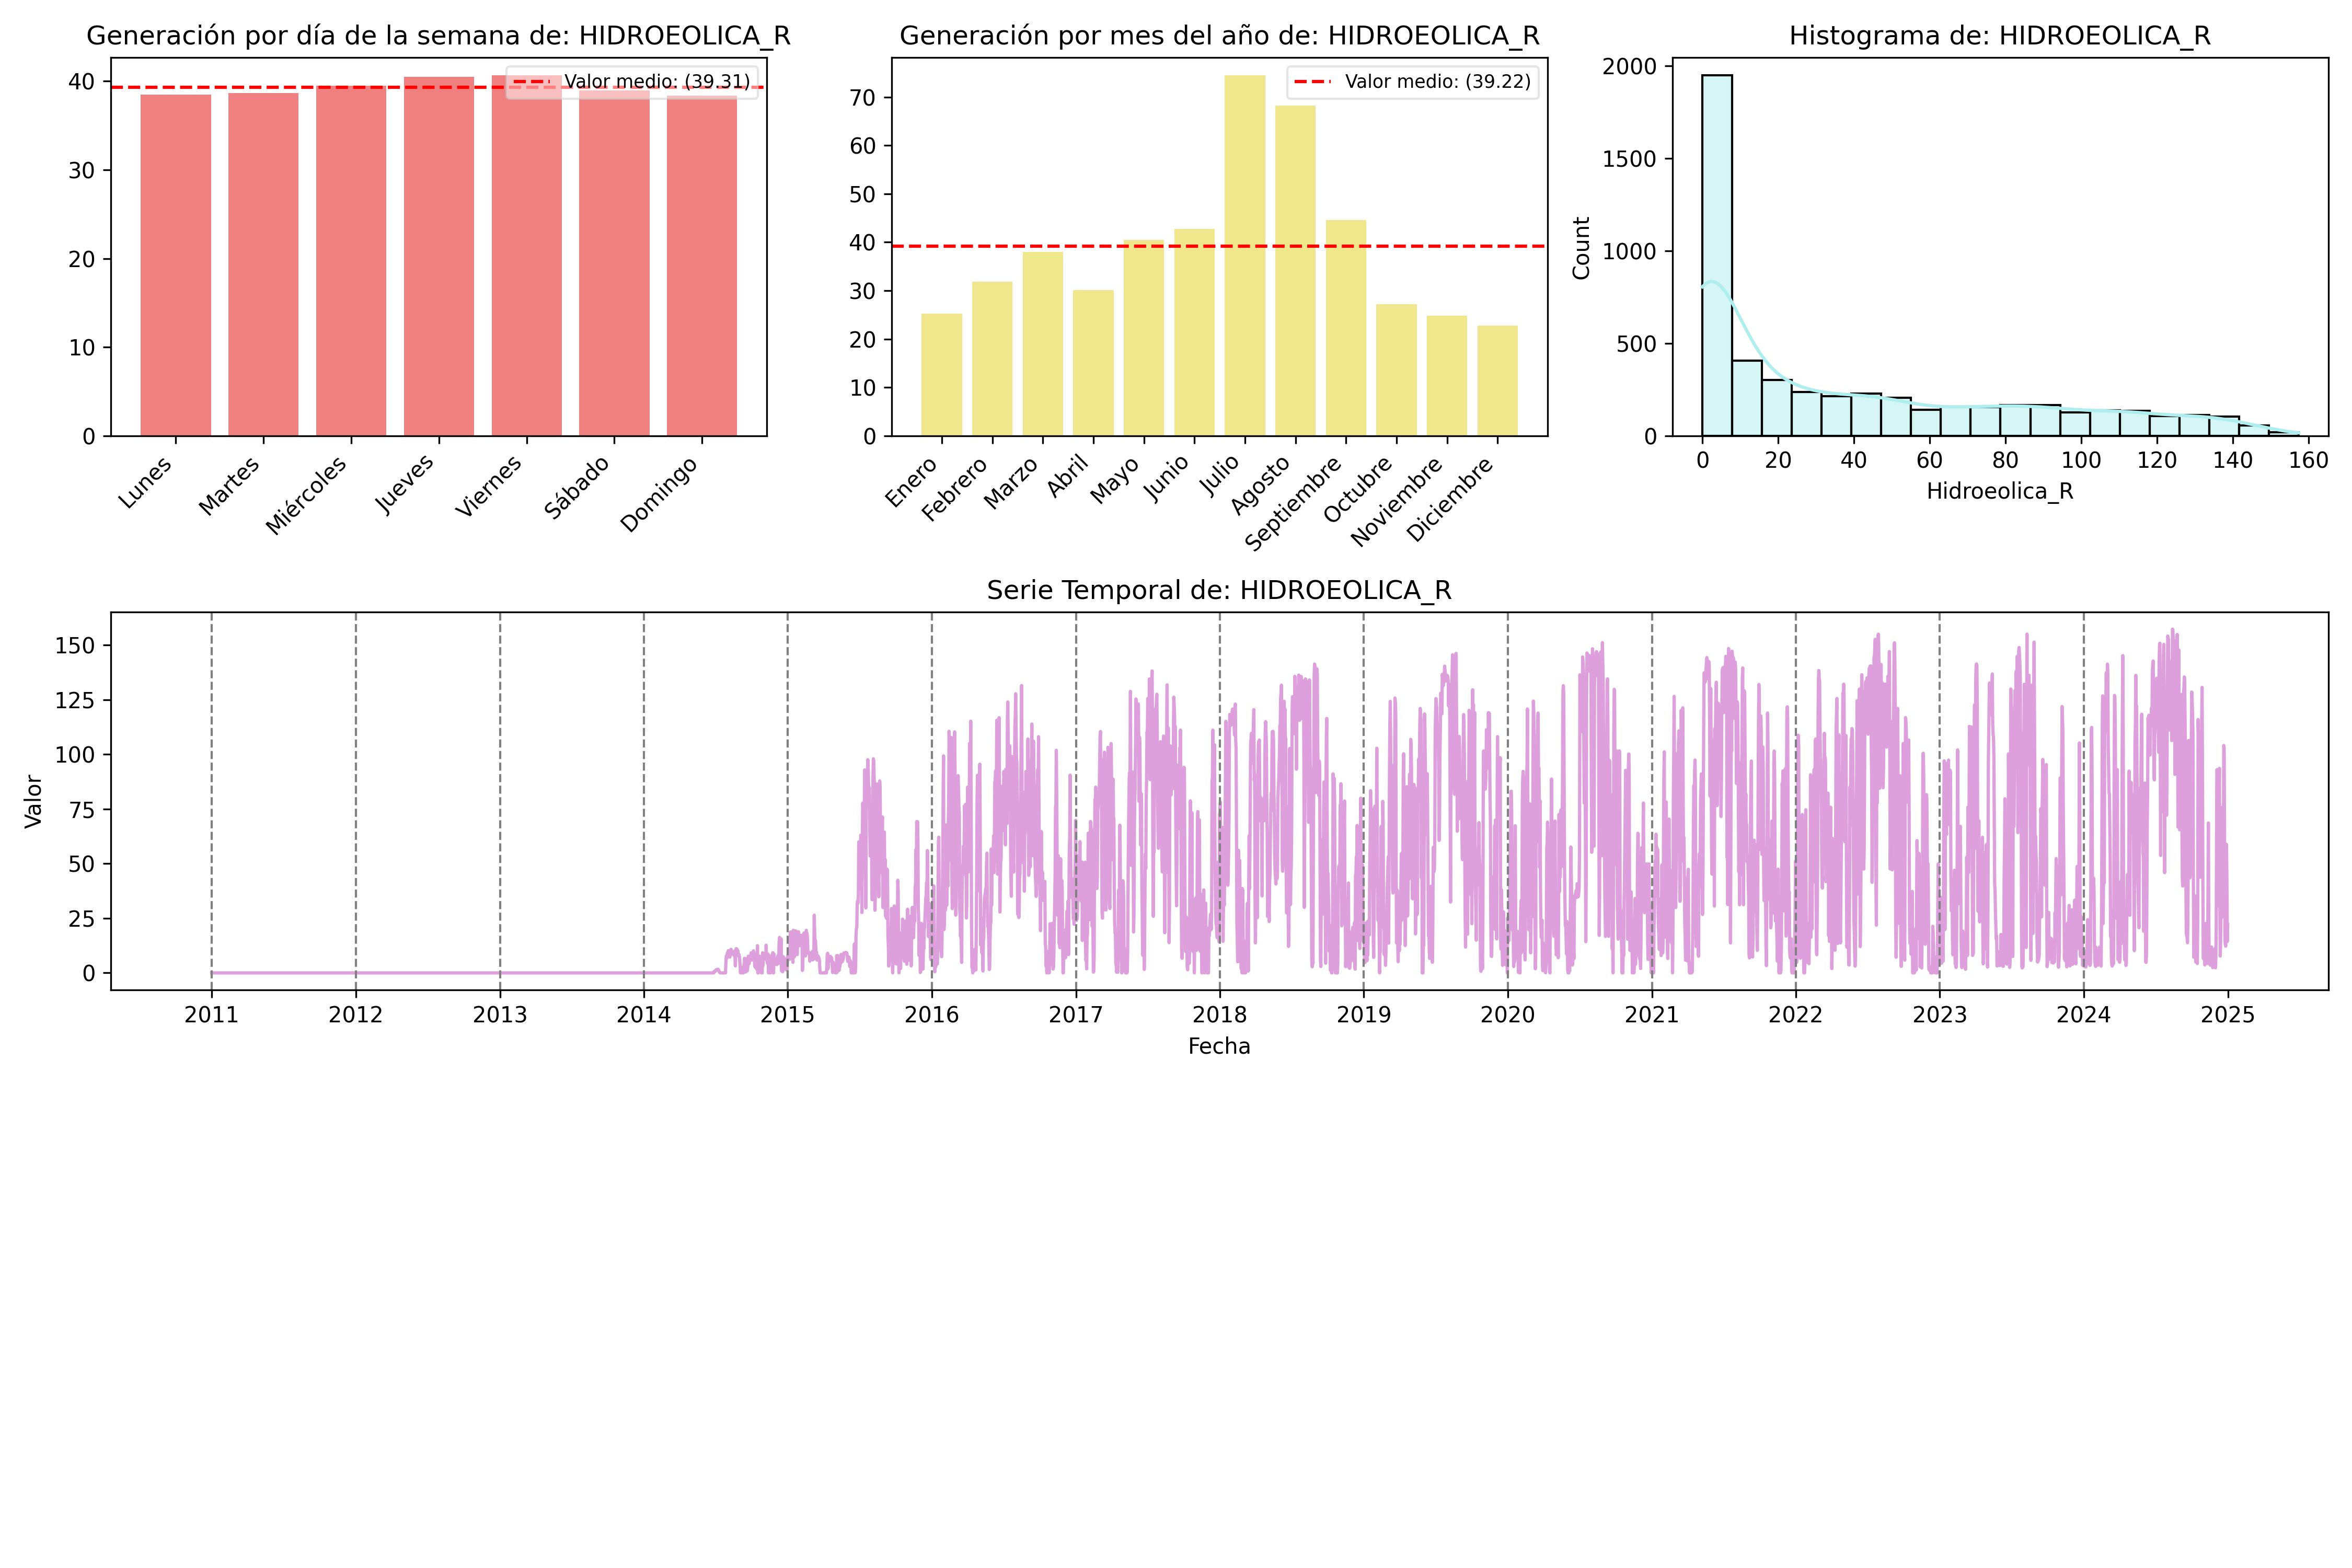 Generación por día de la semana de: HIDROEOLICA_R
Valor medio: (39.31)
40
30
20
10
0
Lunes
Martes
Miércoles
Jueves
Viernes
Sábado
Domingo
Generación por mes del año de: HIDROEOLICA_R
Valor medio: (39.22)
70
60
50
40
30
20
10
0
Enero
Febrero
Marzo
Abril
Mayo
Junio
Julio
Agosto
Septiembre
Octubre
Noviembre
Diciembre
Histograma de: HIDROEOLICA_R
Count
2000
1500
1000
500
0
0 20 40 60 80 100 120 140 160
Hidroeolica_R
Serie Temporal de: HIDROEOLICA_R
Valor
150
125
100
75
50
25
0
2011 2012 2013 2014 2015 2016 2017 2018 2019 2020 2021 2022 2023 2024 2025
Fecha